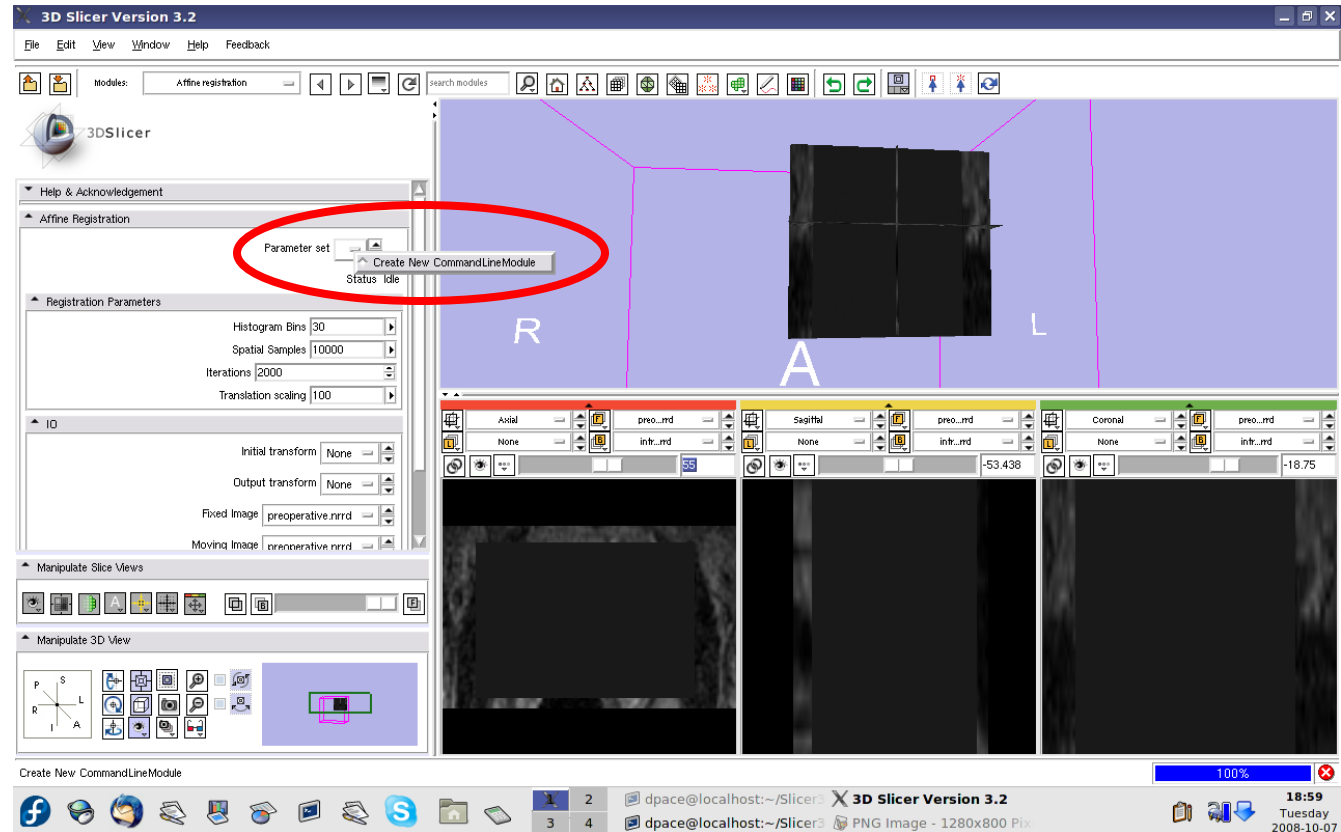 3D Slicer Version 3.2
File Edit View Window Help Feedback
Modules: Affine registration search modules
3DSlicer
Help & Acknowledgement
Affine Registration
Parameter set
Create New CommandLineModule
Status Idle
Registration Parameters
Histogram Bins 30
Spatial Samples 10000
Iterations 2000
Translation scaling 100
IO
Initial transform None
Output transform None
Fixed Image preoperative.nrrd
Moving Image preoperative.nrrd
Manipulate Slice Views
Manipulate 3D View
P S L R I A
R A L
Axial preo...rrd
None intr...rrd
55
Sagittal preo...rrd
None intr...rrd
-53.438
Coronal preo...rrd
None intr...rrd
-18.75
Create New CommandLineModule
100%
1 2
3 4
dpace@localhost:~/Slicer3
dpace@localhost:~/Slicer3
3D Slicer Version 3.2
PNG Image - 1280x800 Pix
18:59
Tuesday
2008-10-07